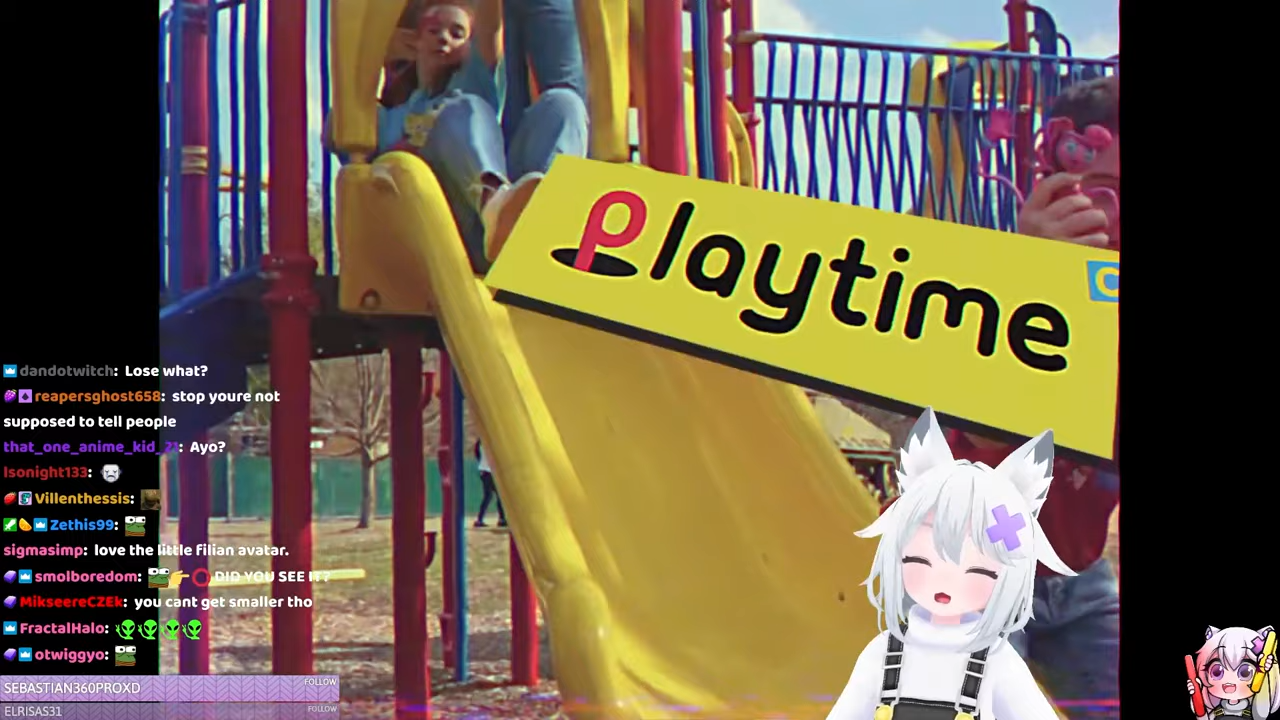 Playtime
C
dandotwitch: Lose what?
reapersghost658: stop youre not
supposed to tell people
that_one_anime_kid_21: Ayo?
lsonight133:
Villenthessis:
Zethis99:
sigmasimp: love the little filian avatar.
smolboredom: DID YOU SEE IT?
MikseereCZEk: you cant get smaller tho
FractalHalo:
otwiggyo:
SEBASTIAN360PROXD FOLLOW
ELRISAS31 FOLLOW